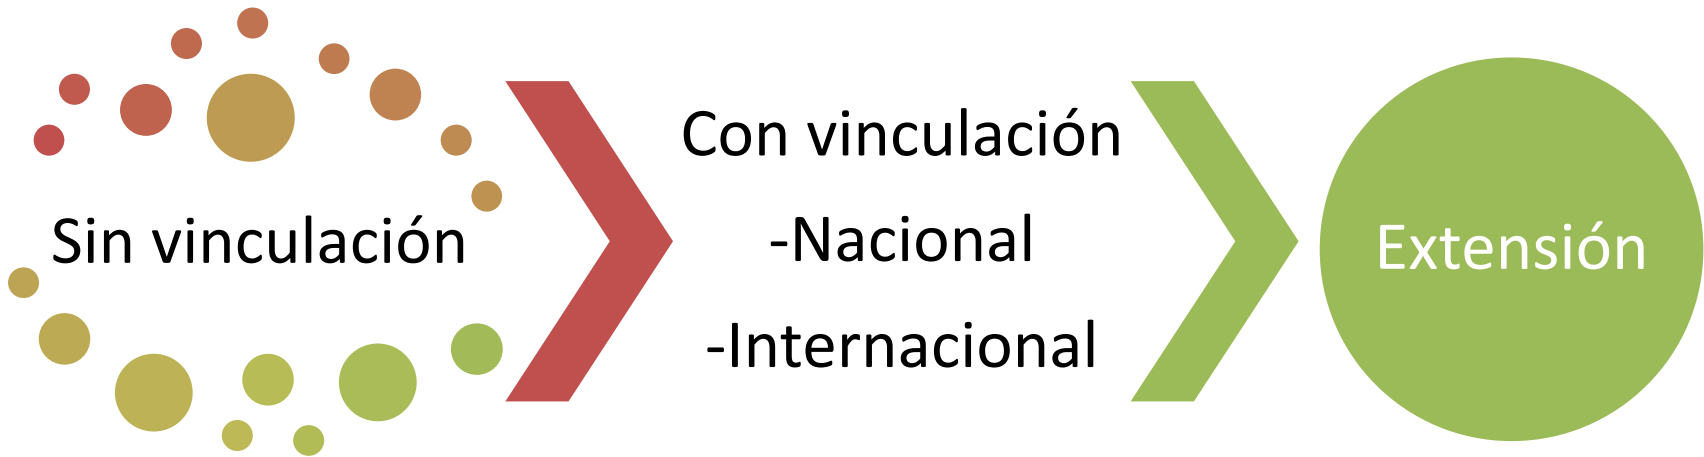 Sin vinculación
Con vinculación
-Nacional
-Internacional
Extensión